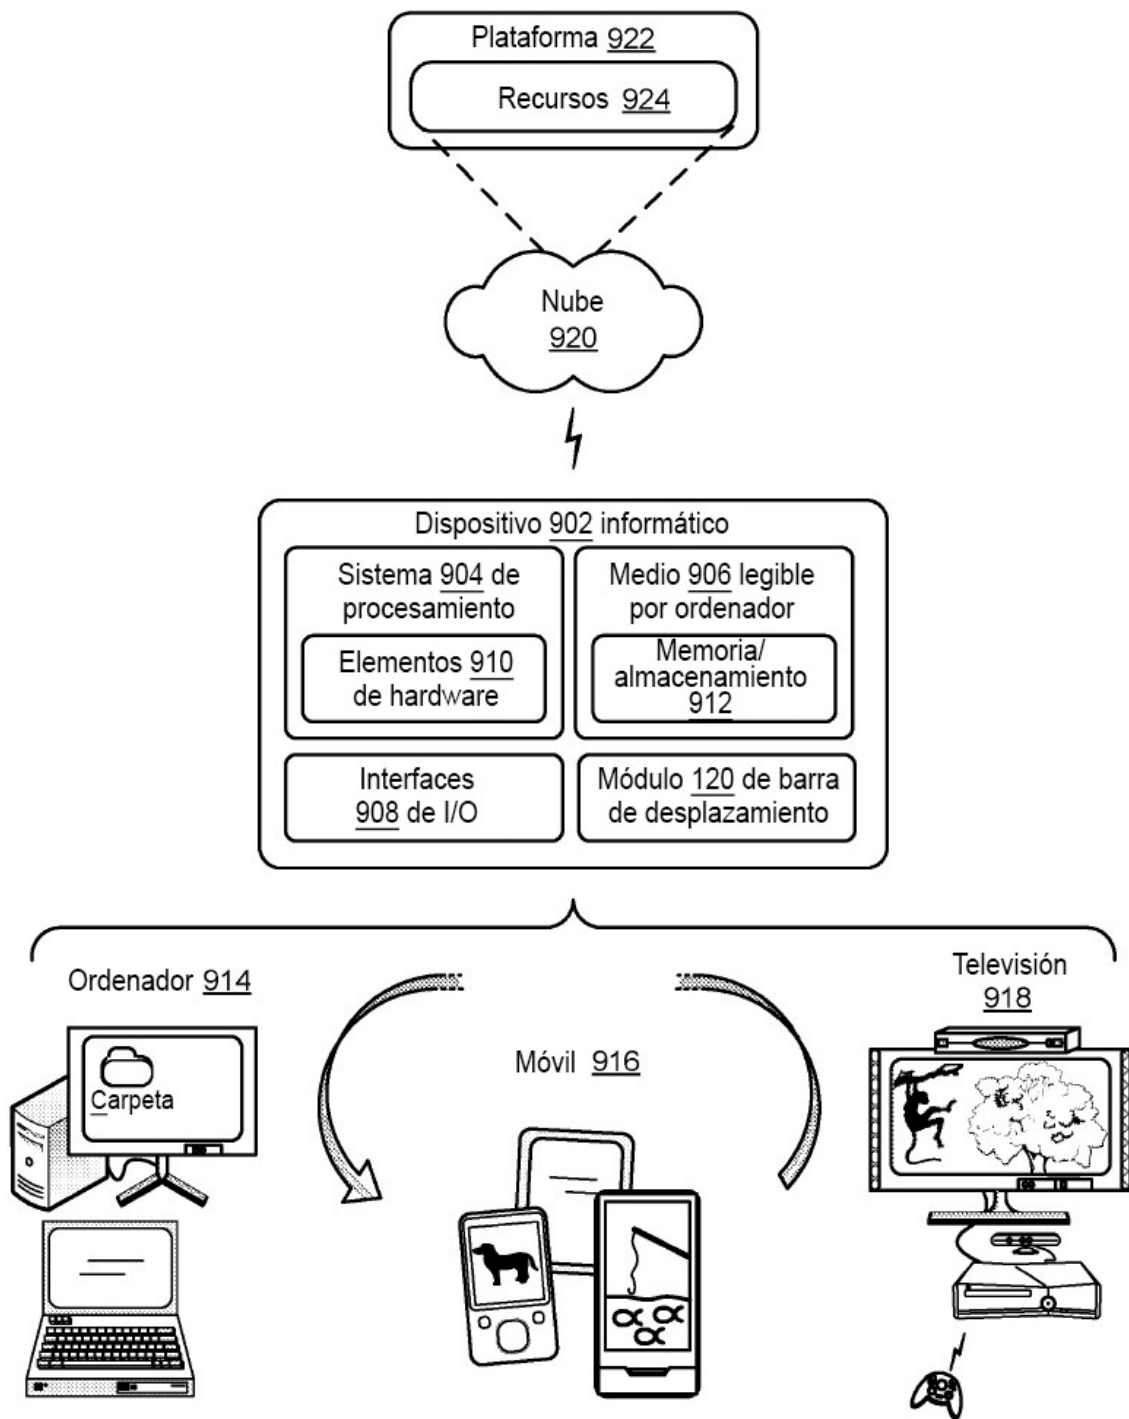 Plataforma 922
Recursos 924
Nube
920
Dispositivo 902 informático
Sistema 904 de
procesamiento
Elementos 910
de hardware
Medio 906 legible
por ordenador
Memoria/
almacenamiento
912
Interfaces
908 de I/O
Módulo 120 de barra
de desplazamiento
Ordenador 914
Carpeta
Móvil 916
Televisión
918